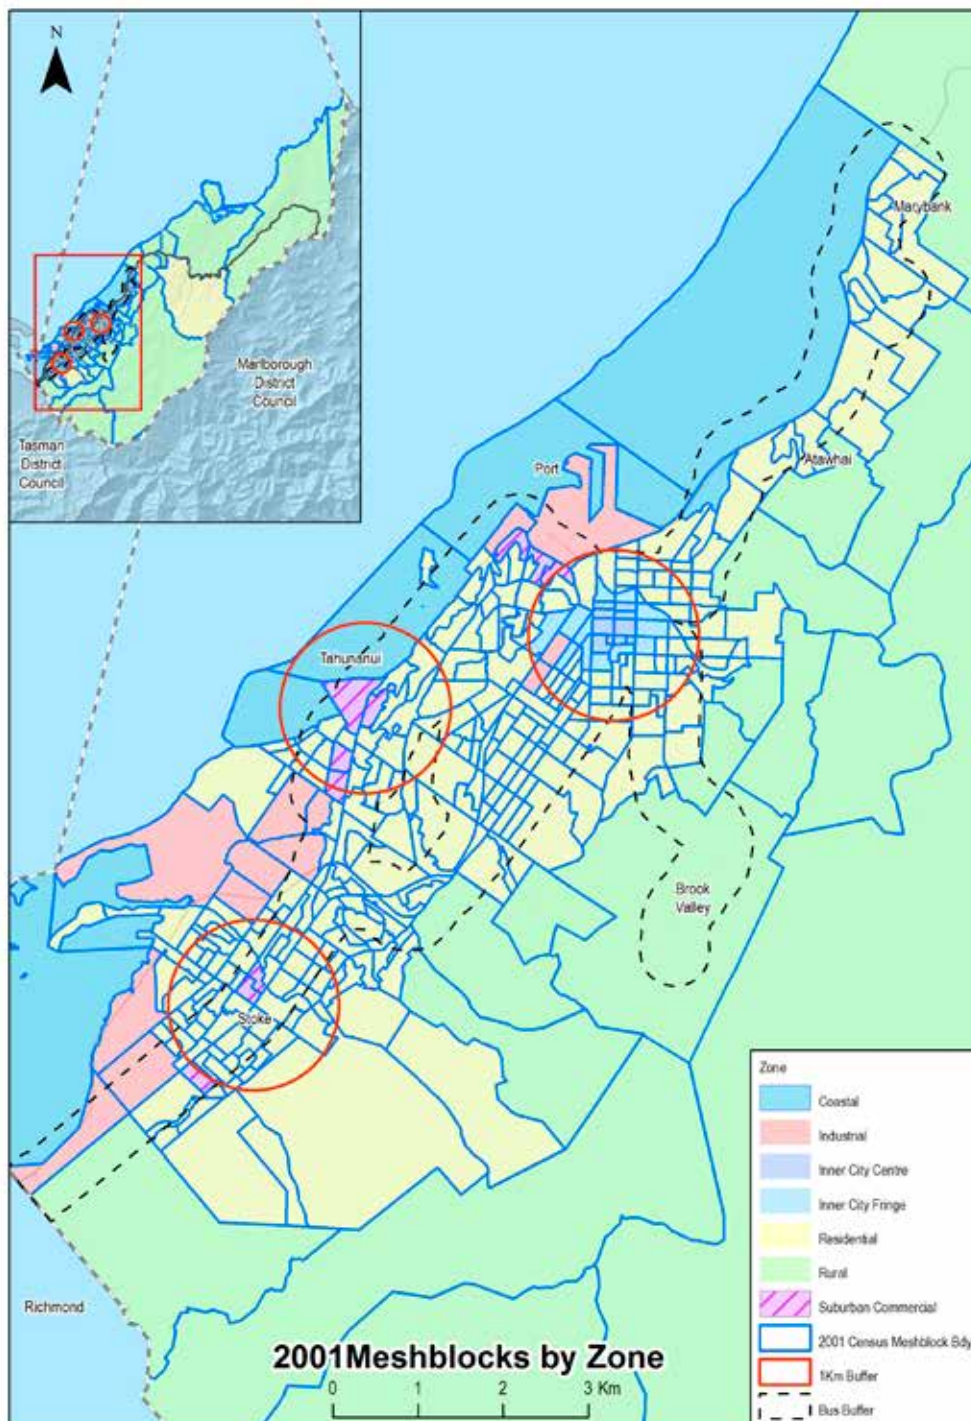 N
Marybank
Marlborough
District
Council
Tasman
District
Council
Atawhai
Port
Tahunanui
Brook
Valley
Stoke
Richmond
Zone
Coastal
Industrial
Inner City Centre
Inner City Fringe
Residential
Rural
Suburban Commercial
2001 Census Meshblock Bdy
1Km Buffer
Bus Buffer
2001Meshblocks by Zone
0 1 2 3 Km